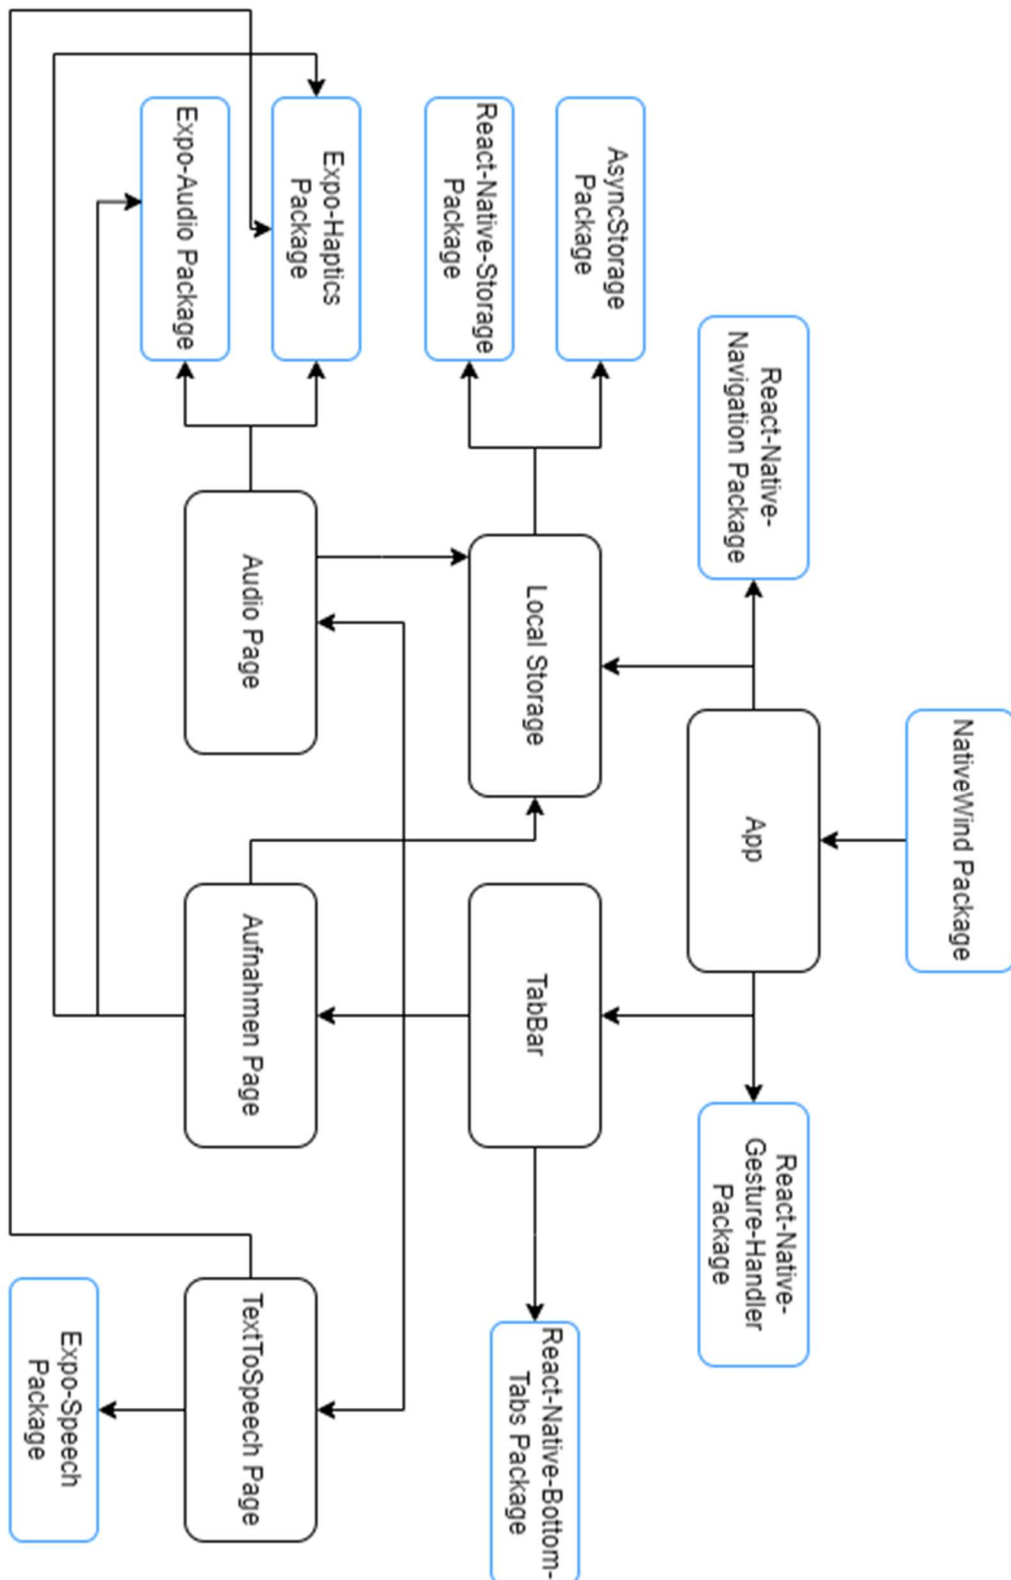 NativeWind Package
React-Native-
Navigation Package
App
React-Native-
Gesture-Handler
Package
AsyncStorage
Package
React-Native-Storage
Package
Local Storage
TabBar
React-Native-Bottom-
Tabs Package
Expo-Haptics
Package
Expo-Audio Package
Audio Page
Aufnahmen Page
TextToSpeech Page
Expo-Speech
Package